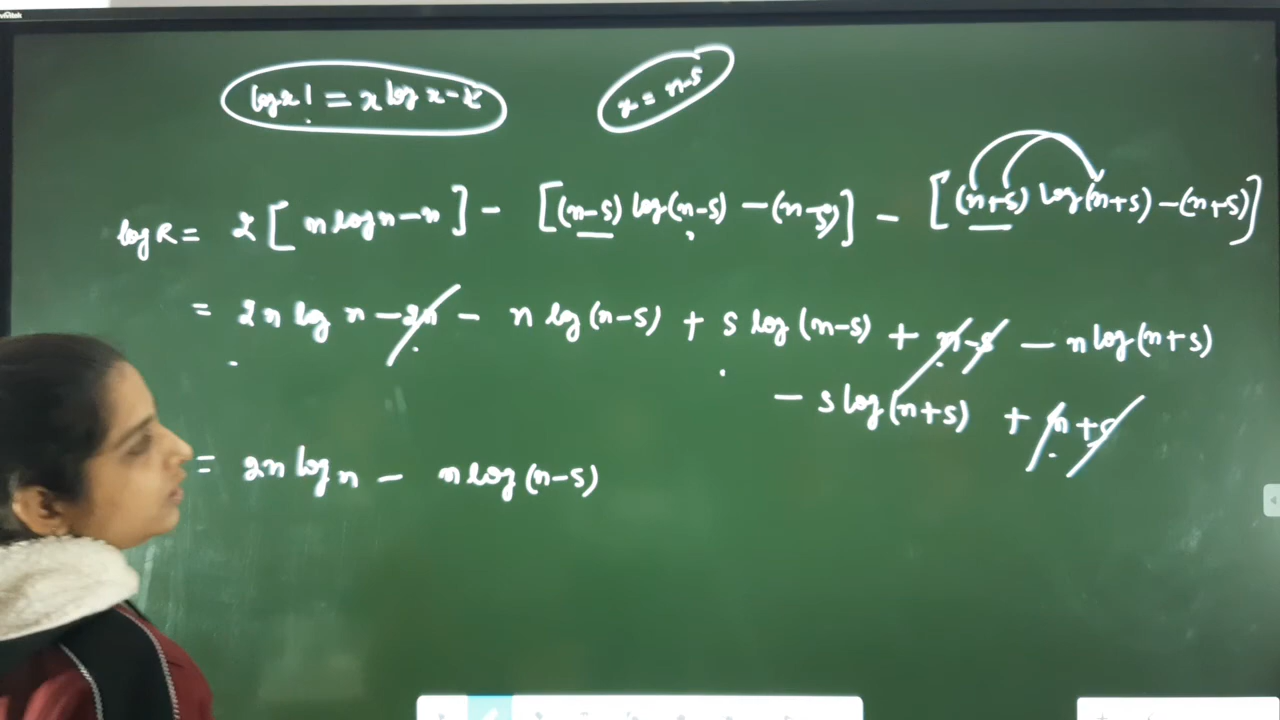 log x! = x log x - x
x = n-s
log R = 2 [ n log n - n ] - [(n-s) log(n-s) - (n-s)] - [(n+s) log(n+s) - (n+s)]
= 2n log n - 2n - n log(n-s) + s log(n-s) + n-s - n log(n+s)
- s log(n+s) + n+s
= 2n log n - n log(n-s)